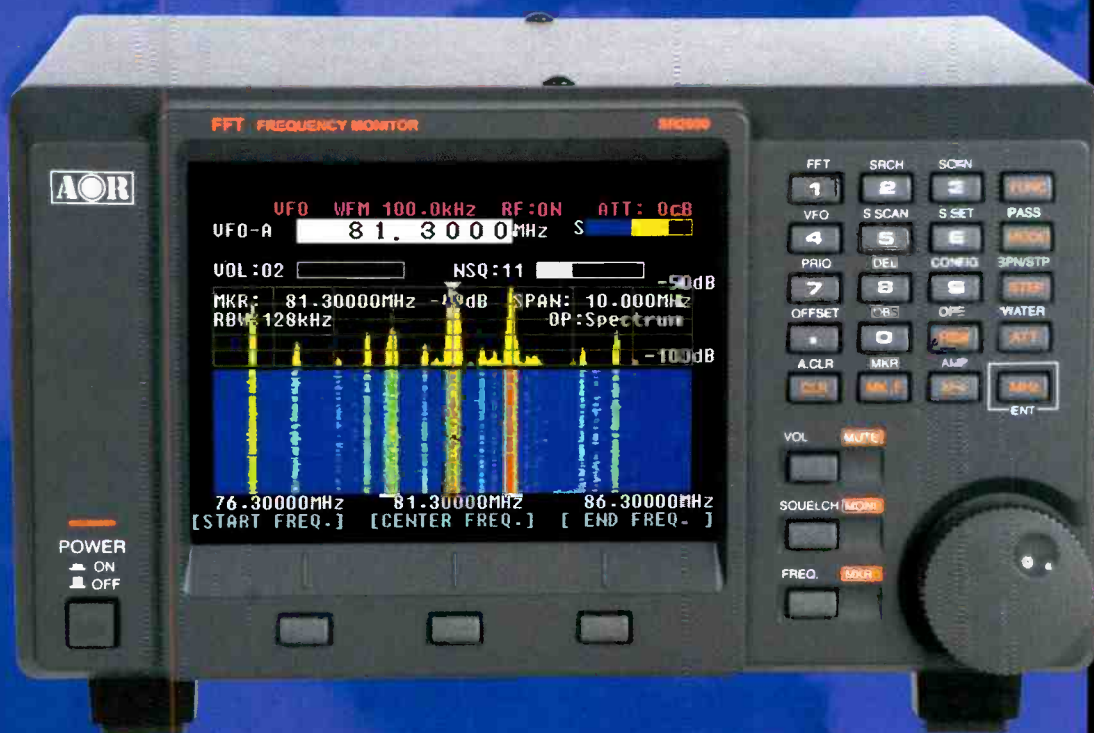 FFT FREQUENCY MONITOR SR2000
AOR
VFO WFM 100.0kHz RF:ON ATT: 0dB
VFO-A 81.3000MHz S
VOL:02 NSQ:11
-50dB
MKR: 81.30000MHz SPAN: 10.000MHz
RBW:128kHz OP:Spectrum
-100dB
76.30000MHz 81.30000MHz 86.30000MHz
[START FREQ.] [CENTER FREQ.] [ END FREQ. ]
POWER
ON
OFF
FFT SRCH SCAN
1 2 3 FUNC
VFO S.SCAN S.SET PASS
4 5 6 MODE
PRIO DEL CONFIG SPN/STP
7 8 9 STEP
OFFSET OPE WATER
. 0 ATT
A.CLR MKR AMP
CLR MK.F kHz MHz
ENT
VOL MUTE
SQUELCH MONI
FREQ. MKR